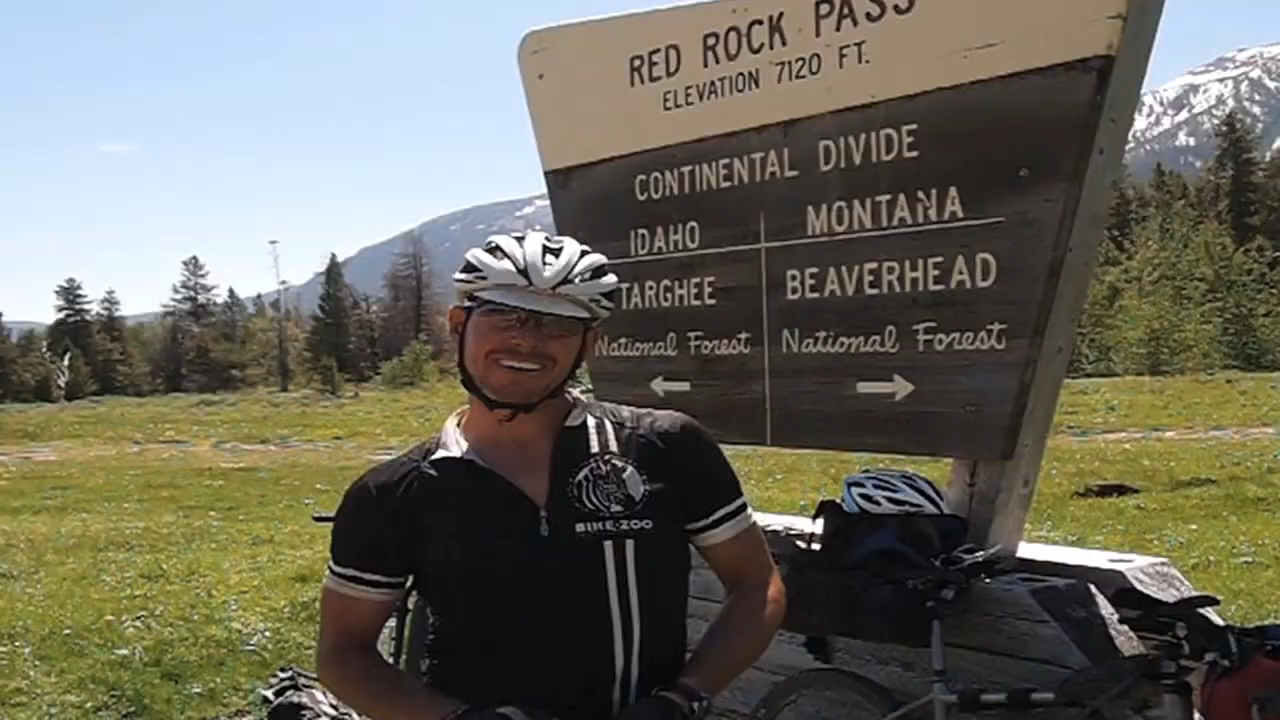 RED ROCK PASS
ELEVATION 7120 FT.
CONTINENTAL DIVIDE
IDAHO MONTANA
TARGHEE BEAVERHEAD
National Forest National Forest
BIKE-ZOO